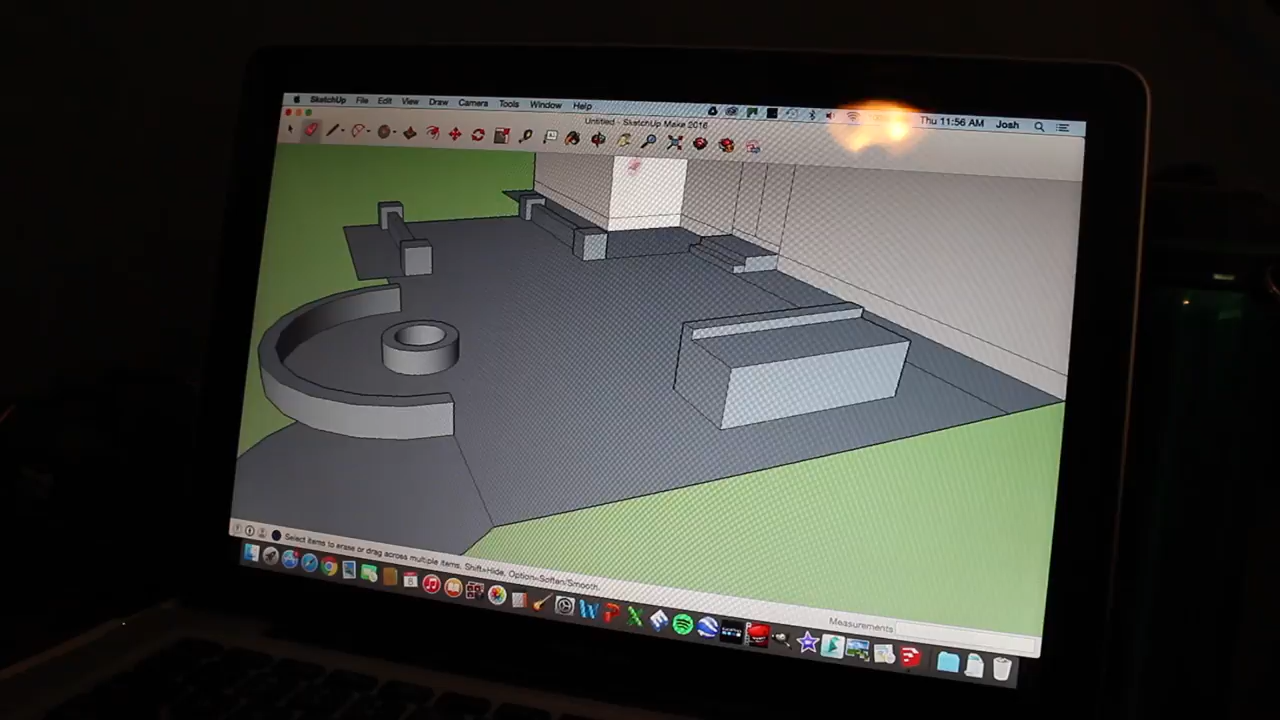 SketchUp File Edit View Draw Camera Tools Window Help Thu 11:56 AM Josh
Untitled - SketchUp Make 2016
Select items to erase or drag across multiple items. Shift=Hide, Option=Soften/Smooth.
Measurements